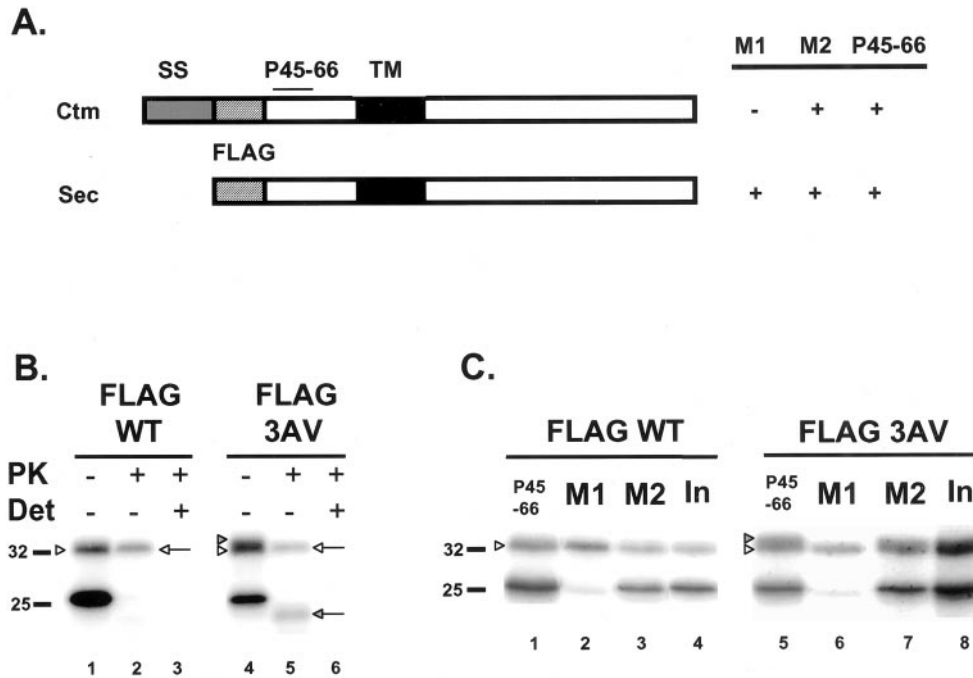 A.
M1 M2 P45-66
SS P45-66 TM
Ctm - + +
FLAG
Sec + + +
B.
FLAG WT
FLAG 3AV
PK - + + - + +
Det - - + - - +
32
25
1 2 3 4 5 6
C.
FLAG WT
FLAG 3AV
P45-66 M1 M2 In
P45-66 M1 M2 In
32
25
32
25
1 2 3 4 5 6 7 8